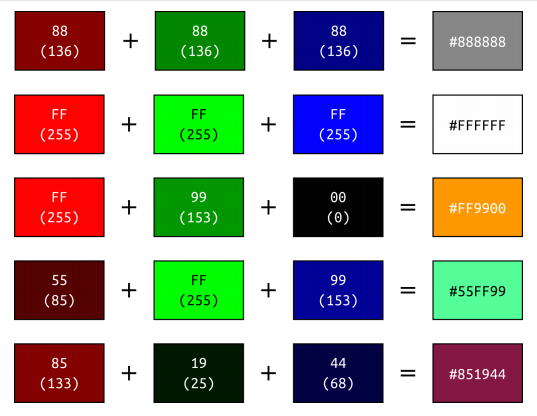 88 + 88 + 88 = #888888
(136) (136) (136)
FF + FF + FF = #FFFFFF
(255) (255) (255)
FF + 99 + 00 = #FF9900
(255) (153) (0)
55 + FF + 99 = #55FF99
(85) (255) (153)
85 + 19 + 44 = #851944
(133) (25) (68)